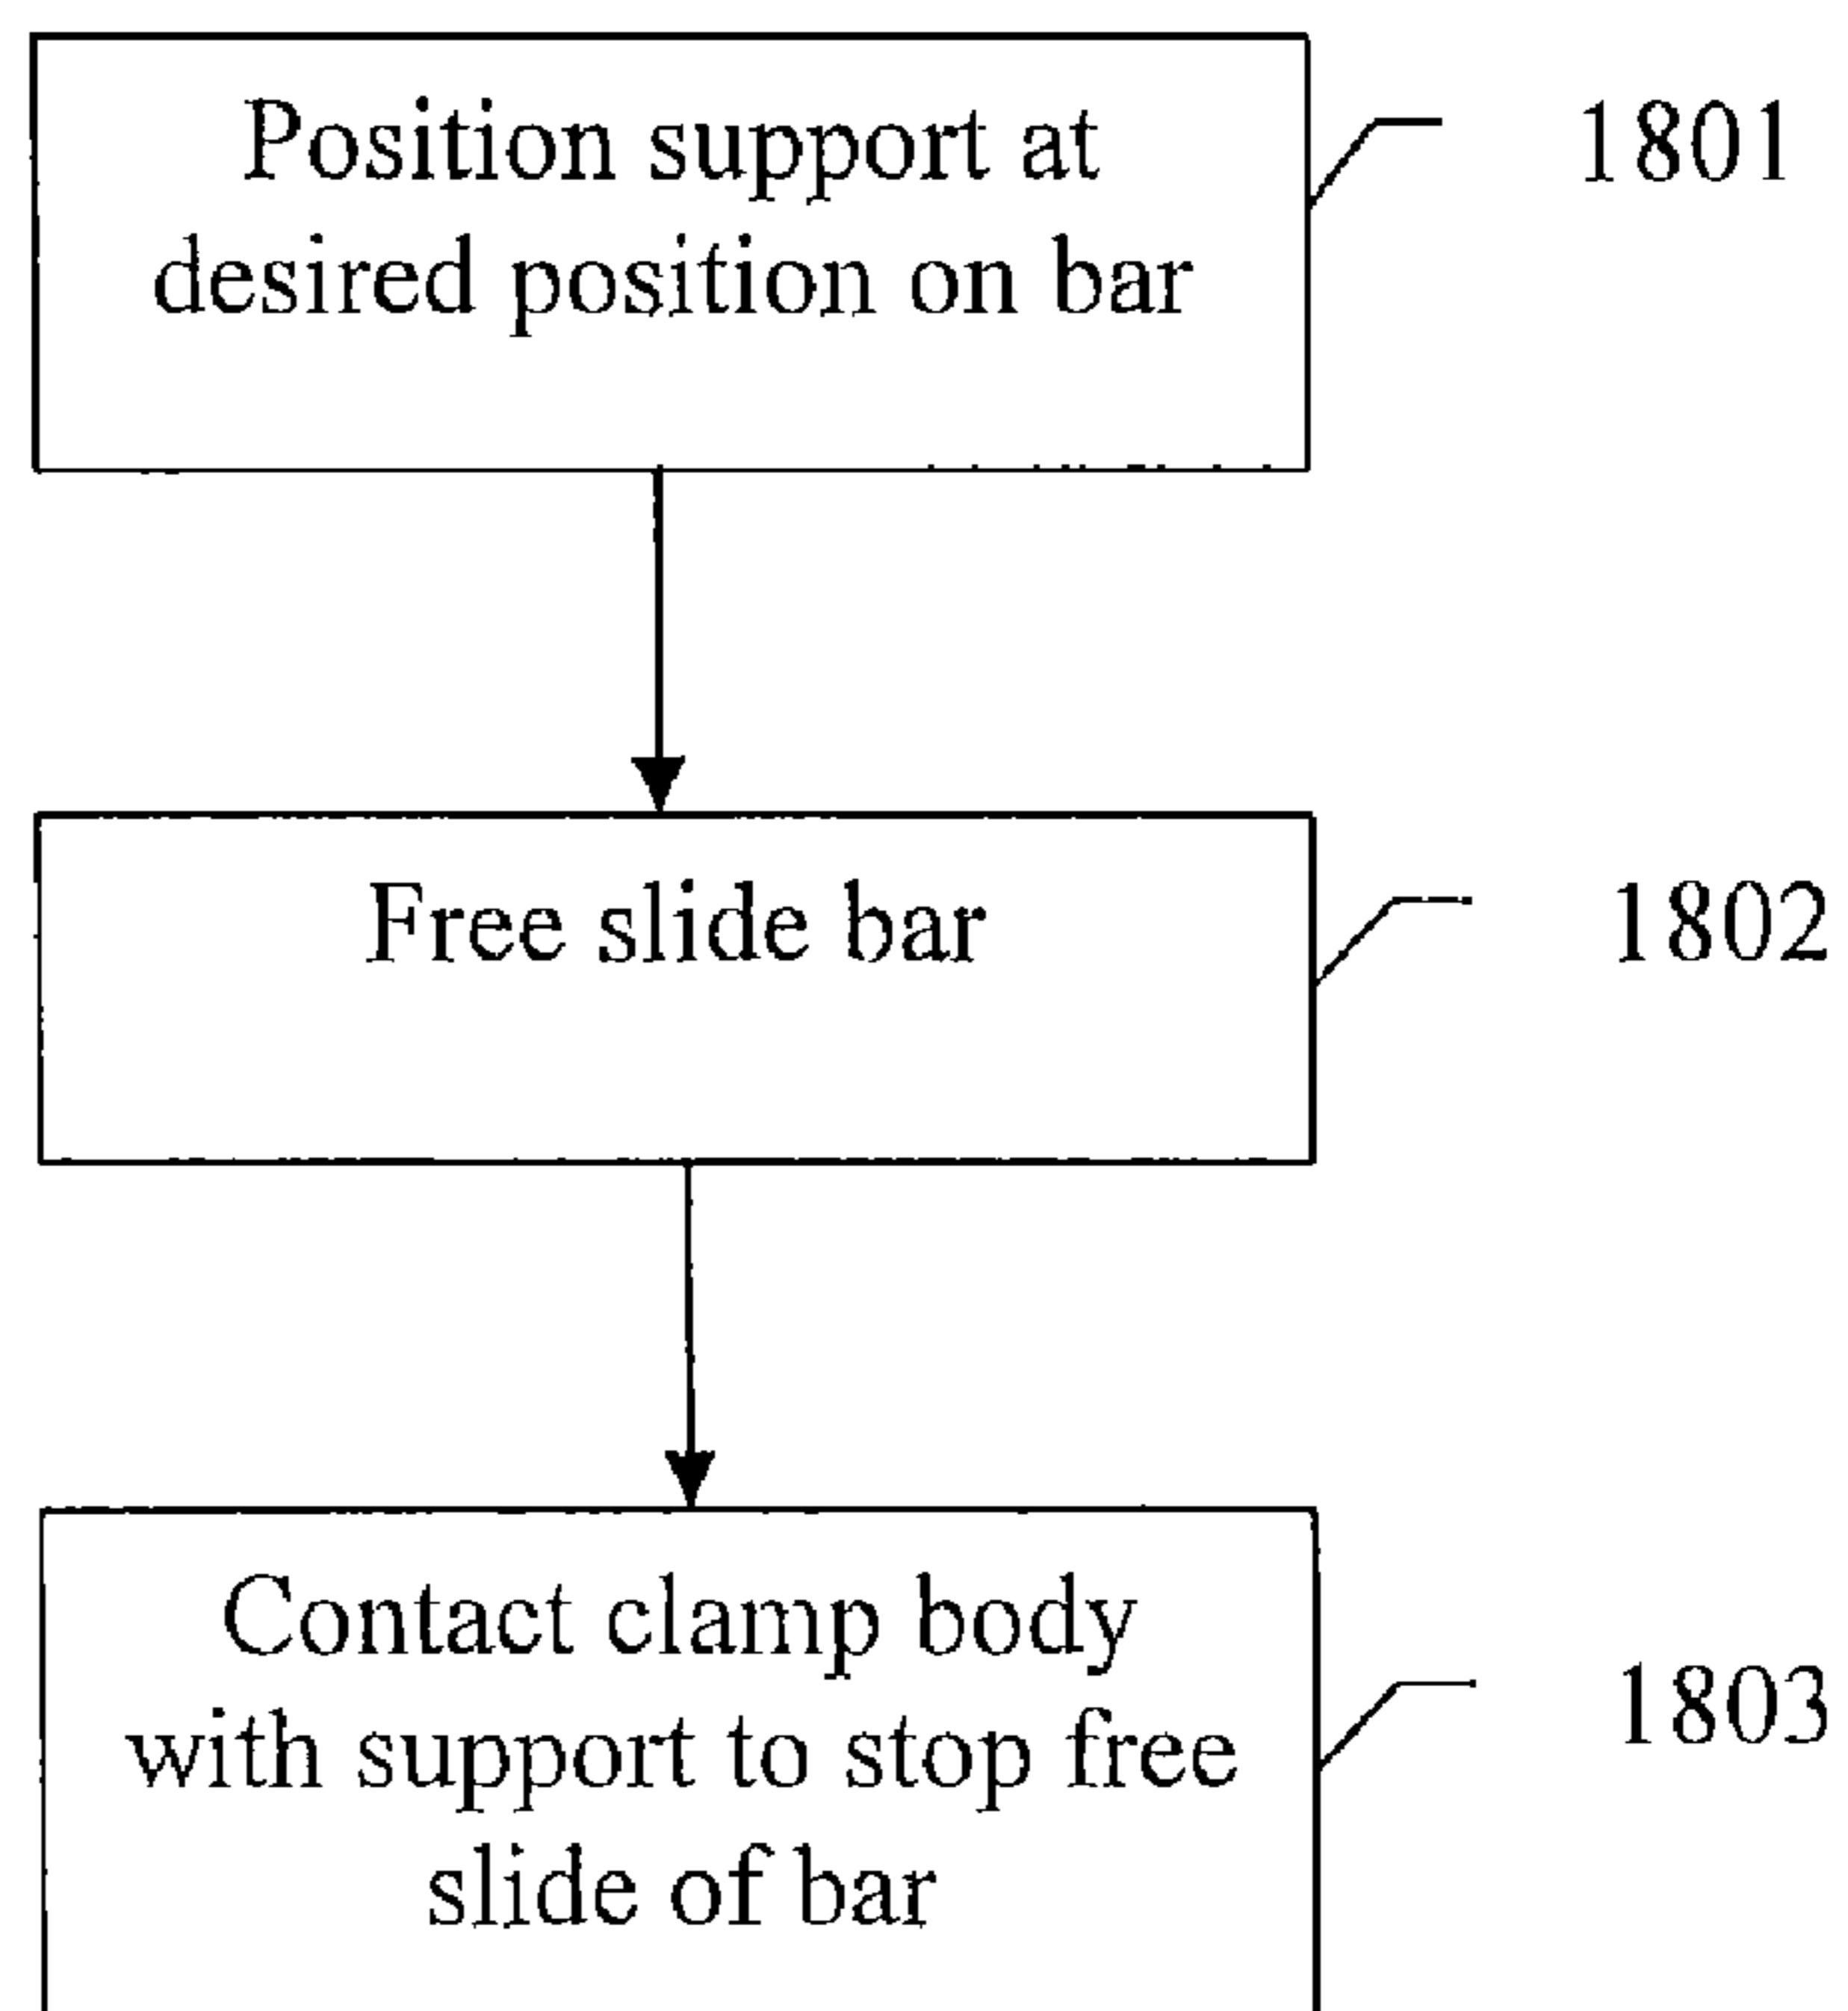 Position support at
desired position on bar
1801
Free slide bar
1802
Contact clamp body
with support to stop free
slide of bar
1803